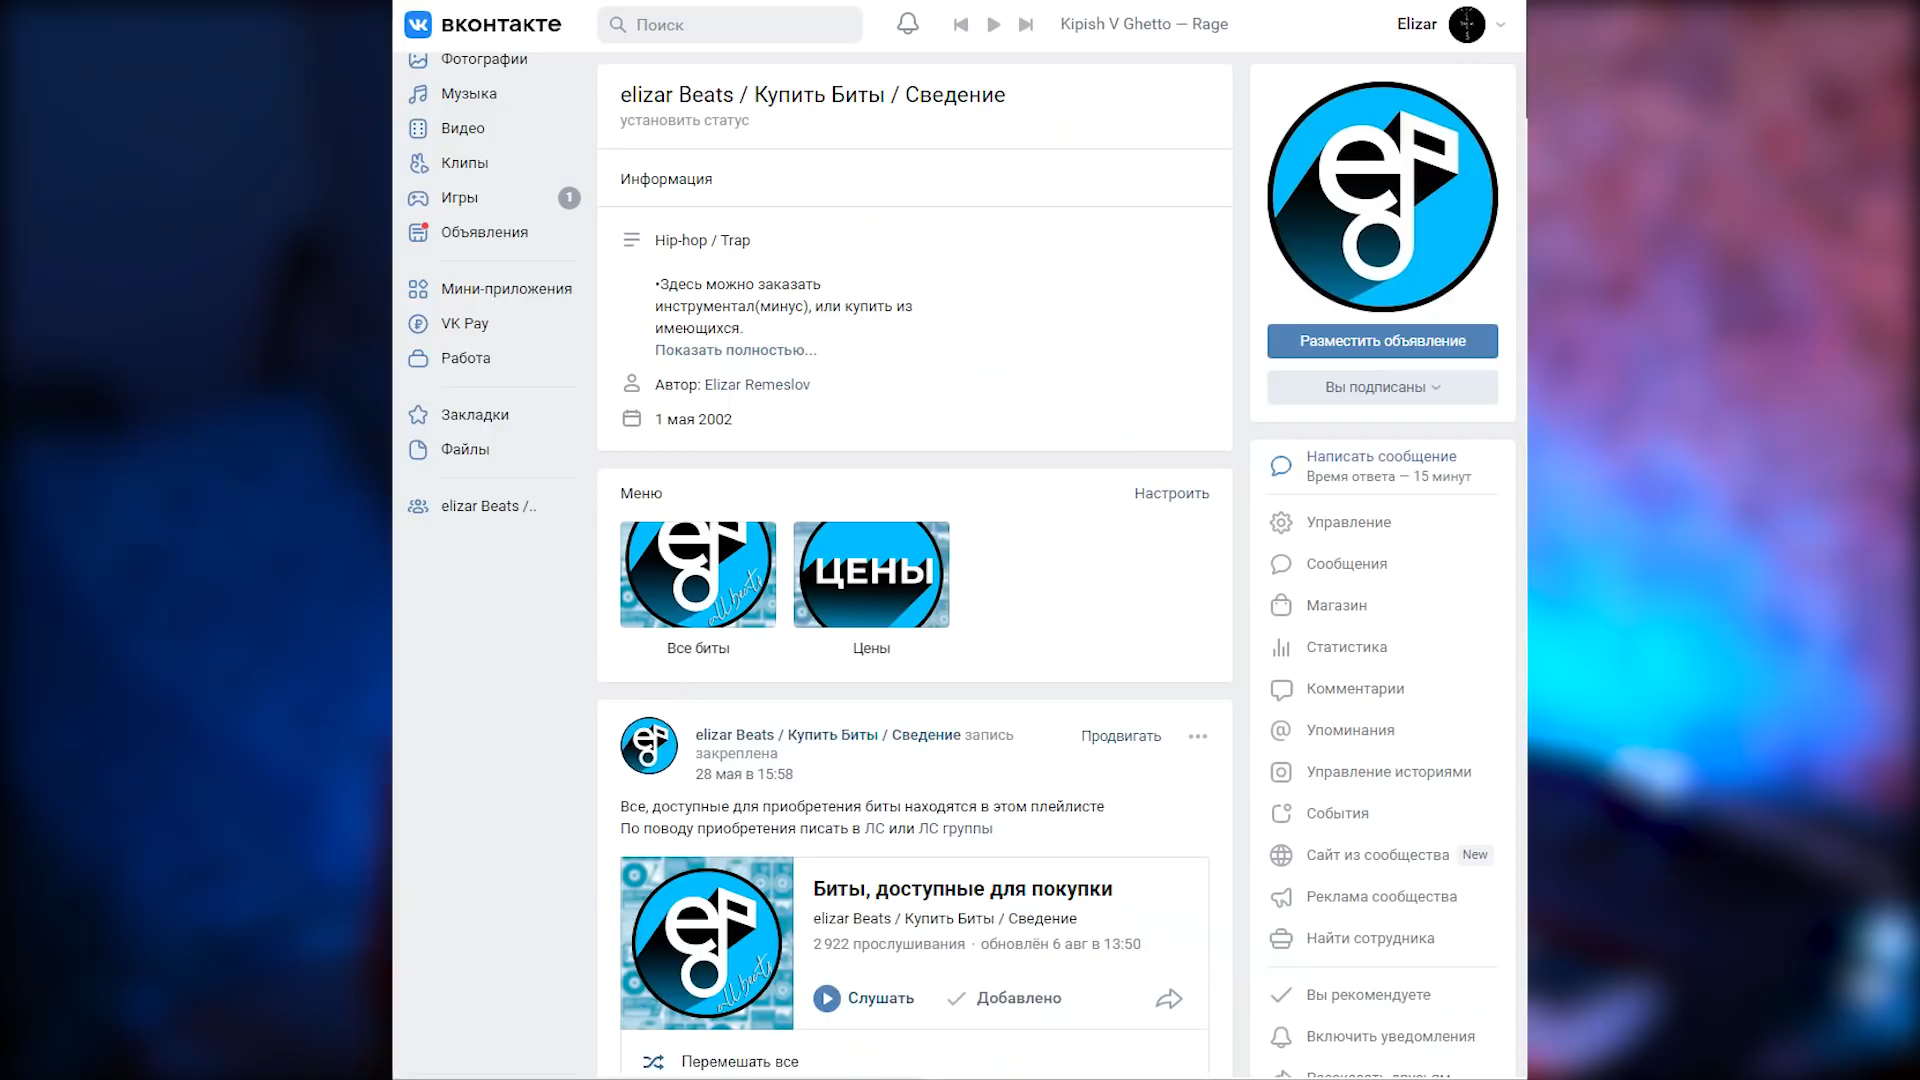 вконтакте
Поиск
Kipish V Ghetto — Rage
Elizar
Фотографии
Музыка
Видео
Клипы
Игры
1
Объявления
Мини-приложения
VK Pay
Работа
Закладки
Файлы
elizar Beats /..
elizar Beats / Купить Биты / Сведение
установить статус
Информация
Hip-hop / Trap
•Здесь можно заказать
инструментал(минус), или купить из
имеющихся.
Показать полностью...
Автор: Elizar Remeslov
1 мая 2002
Меню
Настроить
all beats
ЦЕНЫ
Все биты
Цены
elizar Beats / Купить Биты / Сведение запись
закреплена
28 мая в 15:58
Продвигать
Все, доступные для приобретения биты находятся в этом плейлисте
По поводу приобретения писать в ЛС или ЛС группы
all beats
Биты, доступные для покупки
elizar Beats / Купить Биты / Сведение
2 922 прослушивания · обновлён 6 авг в 13:50
Слушать
Добавлено
Перемешать все
Разместить объявление
Вы подписаны
Написать сообщение
Время ответа — 15 минут
Управление
Сообщения
Магазин
Статистика
Комментарии
Упоминания
Управление историями
События
Сайт из сообщества New
Реклама сообщества
Найти сотрудника
Вы рекомендуете
Включить уведомления